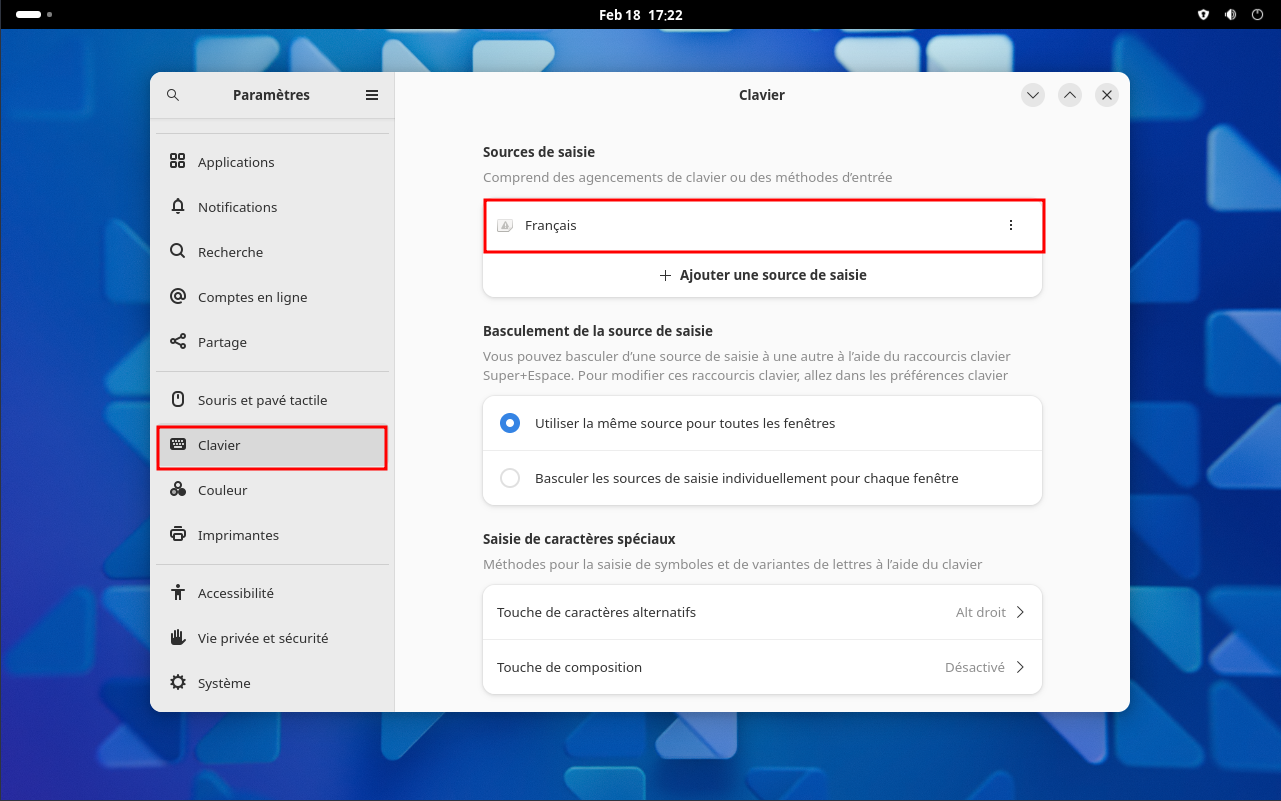 Feb 18 17:22
Paramètres
Clavier
Applications
Notifications
Recherche
Comptes en ligne
Partage
Souris et pavé tactile
Clavier
Couleur
Imprimantes
Accessibilité
Vie privée et sécurité
Système
Sources de saisie
Comprend des agencements de clavier ou des méthodes d’entrée
Français
Ajouter une source de saisie
Basculement de la source de saisie
Vous pouvez basculer d’une source de saisie à une autre à l’aide du raccourcis clavier
Super+Espace. Pour modifier ces raccourcis clavier, allez dans les préférences clavier
Utiliser la même source pour toutes les fenêtres
Basculer les sources de saisie individuellement pour chaque fenêtre
Saisie de caractères spéciaux
Méthodes pour la saisie de symboles et de variantes de lettres à l’aide du clavier
Touche de caractères alternatifs Alt droit
Touche de composition Désactivé